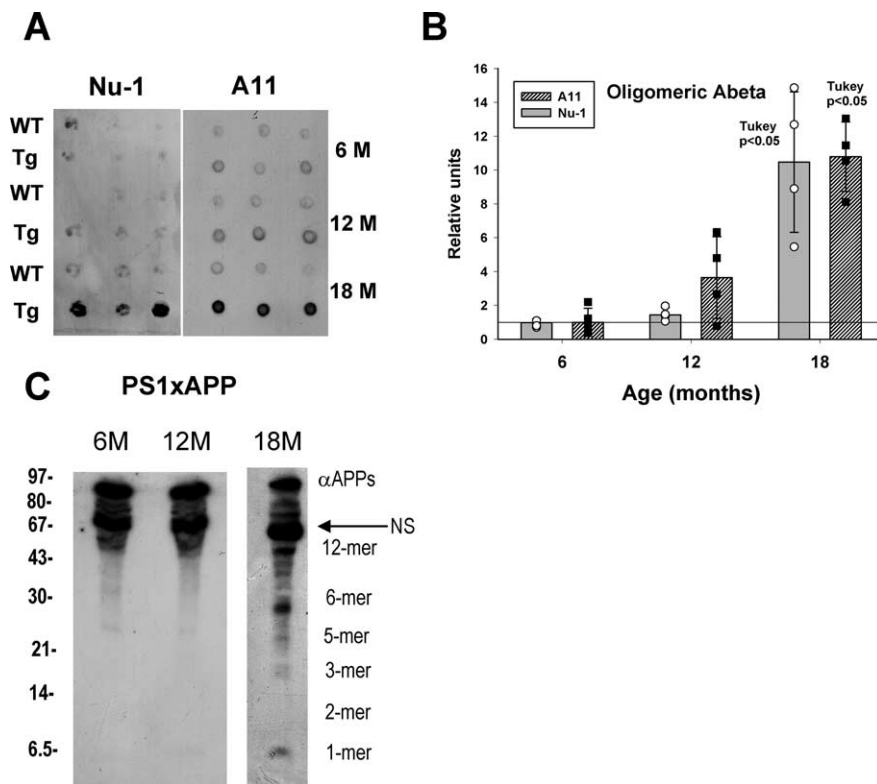 A
Nu-1 A11
WT
Tg
6 M
WT
Tg
12 M
WT
Tg
18 M
B
Oligomeric Abeta
A11
Nu-1
Tukey
p<0.05
Tukey
p<0.05
Relative units
16
14
12
10
8
6
4
2
0
6 12 18
Age (months)
C
PS1xAPP
6M 12M 18M
97-
80-
67-
43-
30-
21-
14-
6.5-
αAPPs
NS
12-mer
6-mer
5-mer
3-mer
2-mer
1-mer